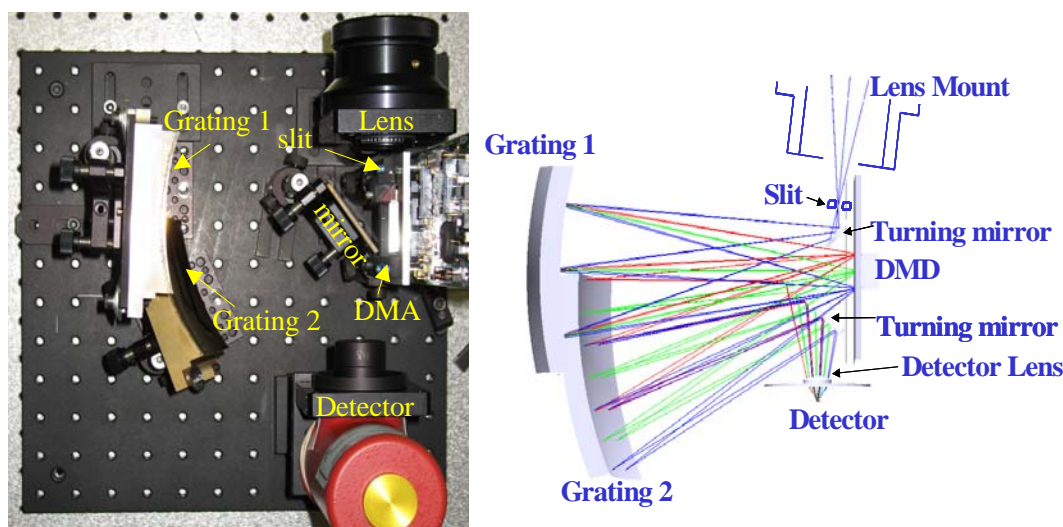 Grating 1
Lens
slit
mirror
DMA
Grating 2
Detector
Lens Mount
Grating 1
Slit
Turning mirror
DMD
Turning mirror
Detector Lens
Detector
Grating 2